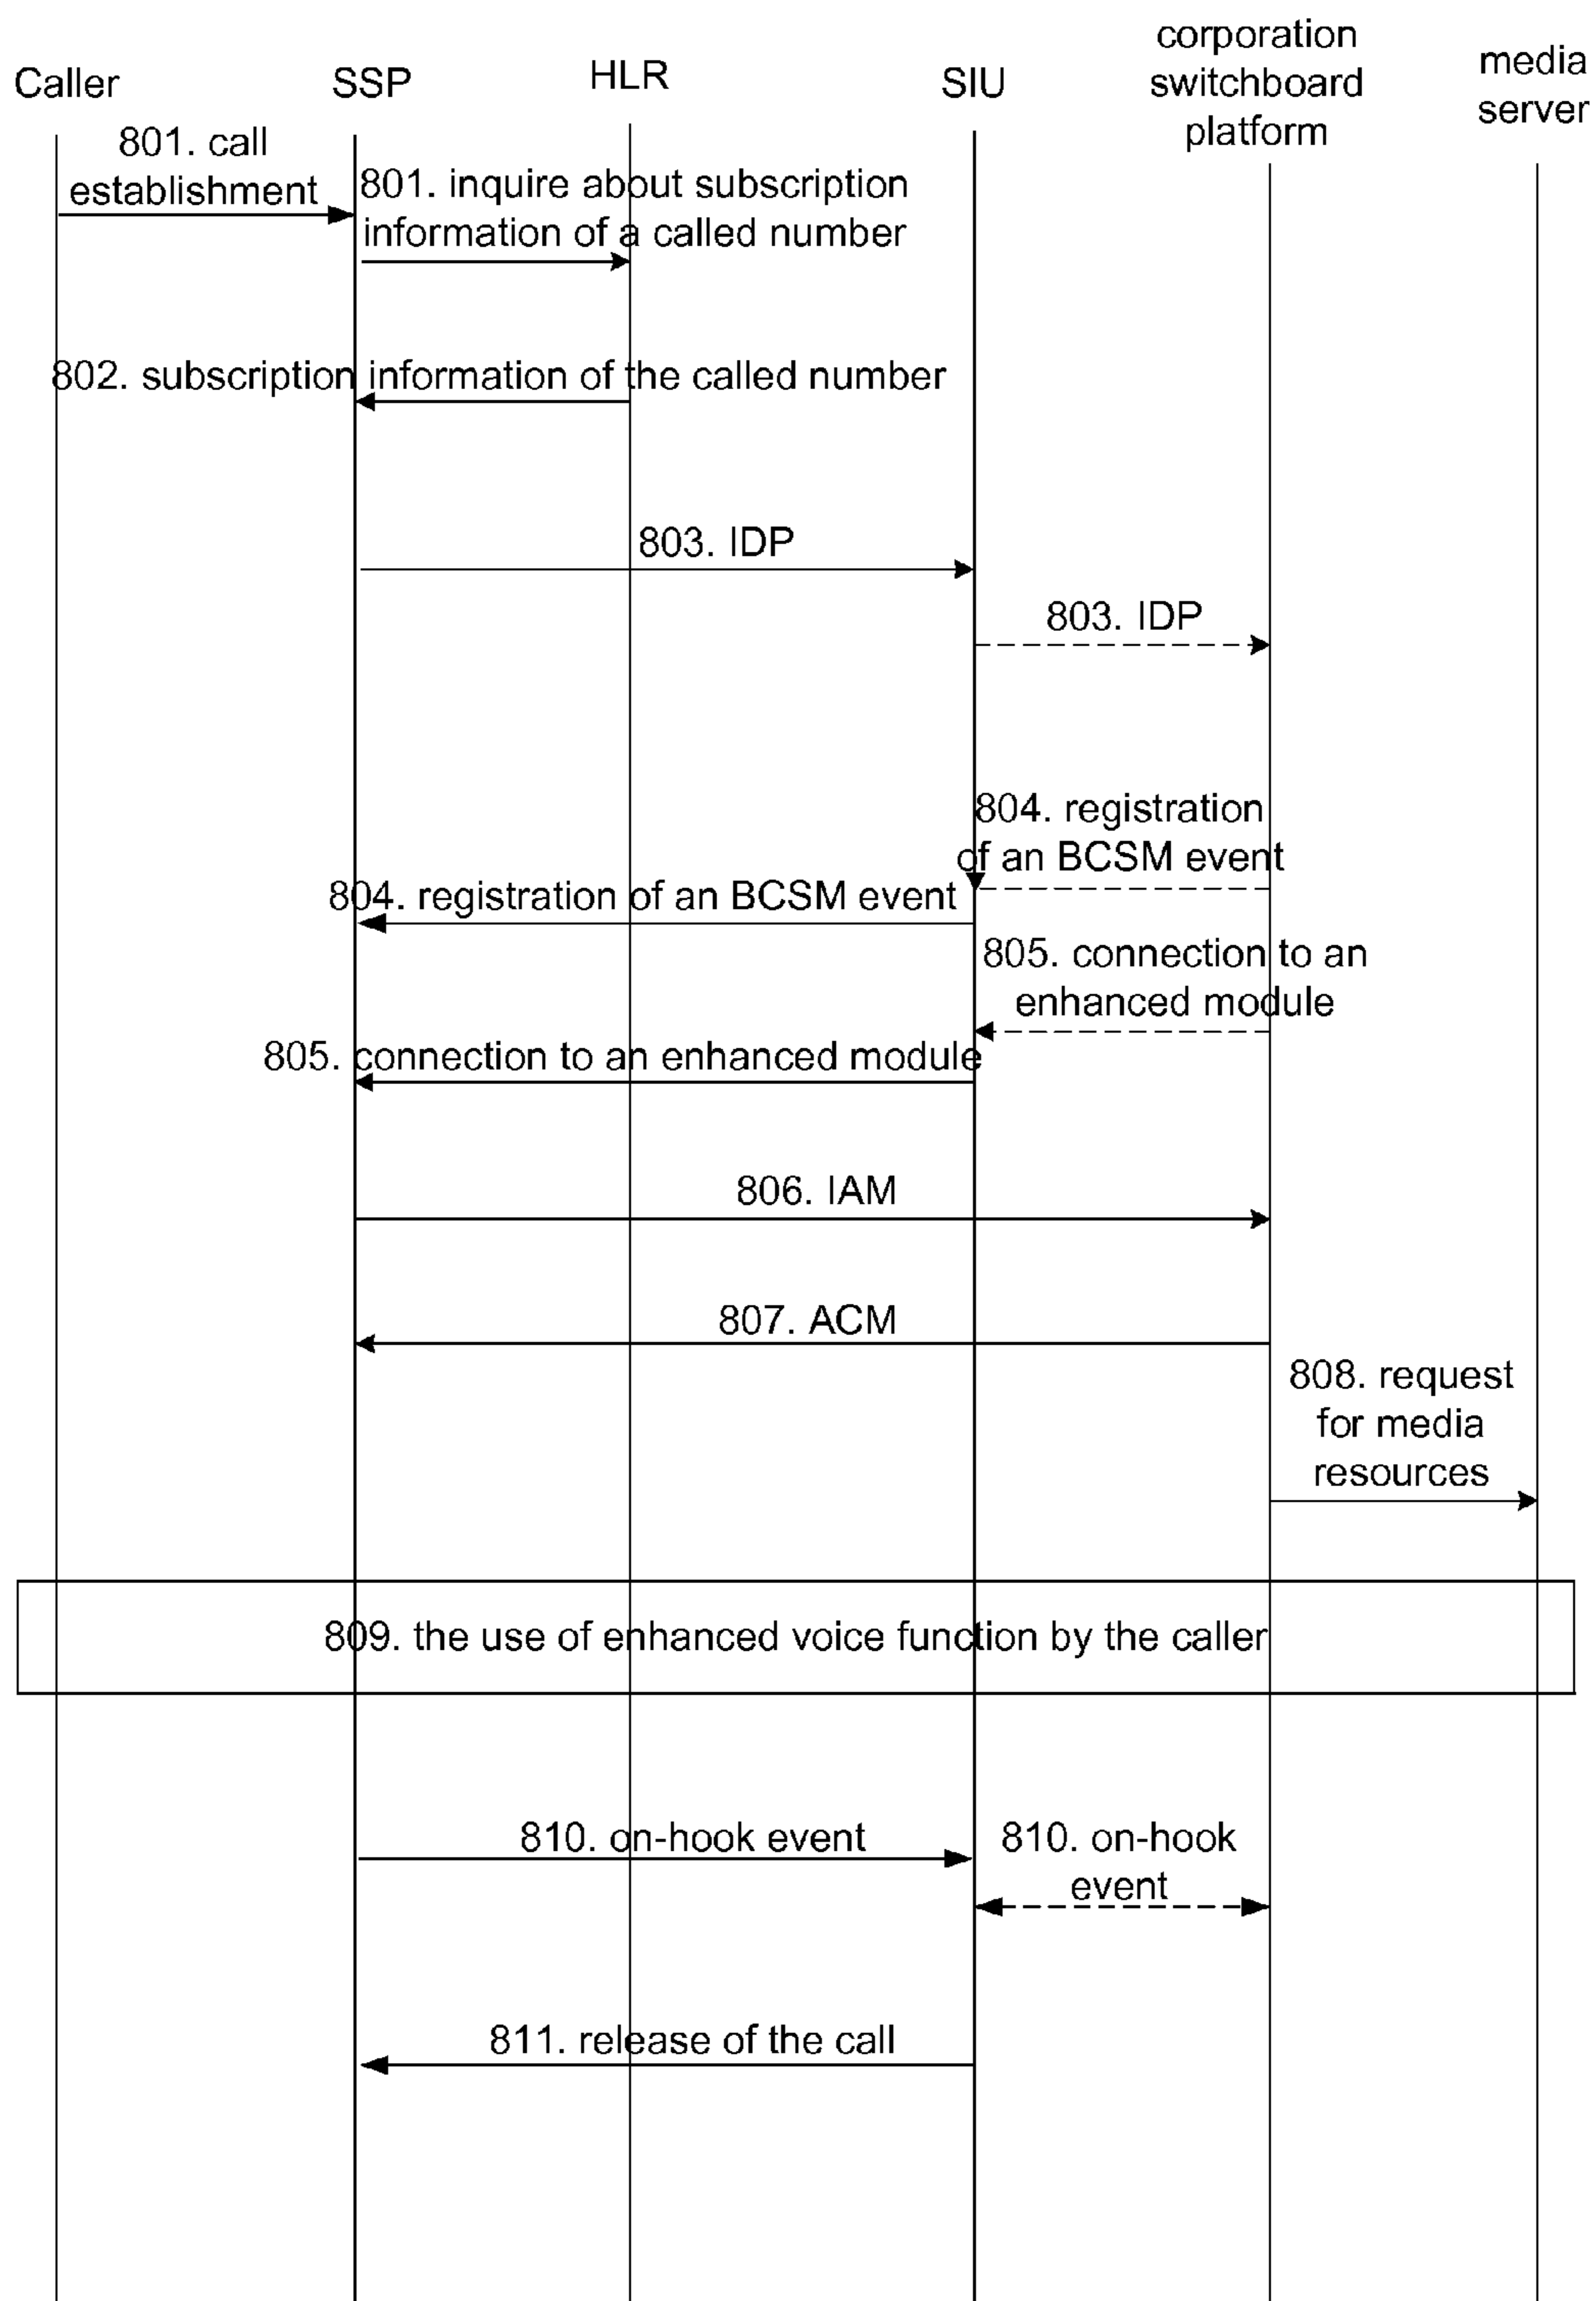 Caller
SSP
HLR
SIU
corporation
switchboard
platform
media
server
801. call
establishment
801. inquire about subscription
information of a called number
802. subscription information of the called number
803. IDP
803. IDP
804. registration
of an BCSM event
804. registration of an BCSM event
805. connection to an
enhanced module
805. connection to an enhanced module
806. IAM
807. ACM
808. request
for media
resources
809. the use of enhanced voice function by the caller
810. on-hook event
810. on-hook
event
811. release of the call